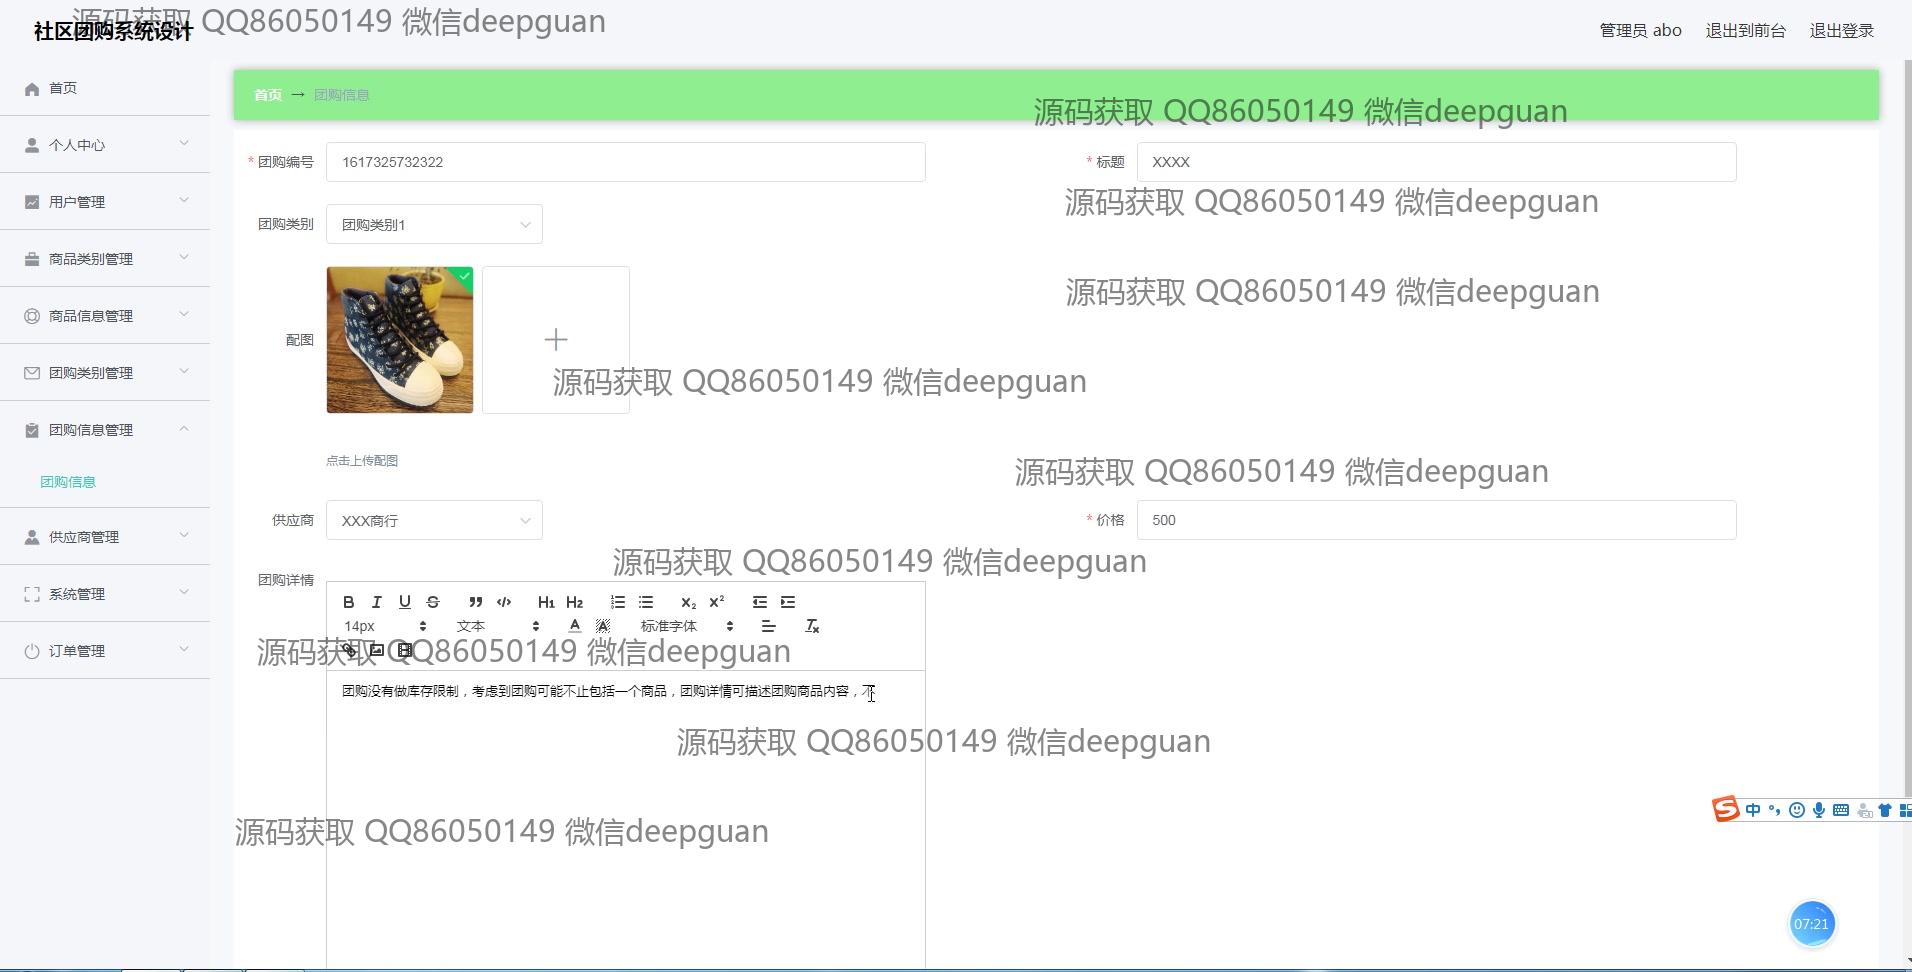 源码获取 QQ86050149 微信deepguan
社区团购系统设计
管理员 abo 退出到前台 退出登录
首页
个人中心
用户管理
商品类别管理
商品信息管理
团购类别管理
团购信息管理
团购信息
供应商管理
系统管理
订单管理
首页 → 团购信息
源码获取 QQ86050149 微信deepguan
* 团购编号 1617325732322 * 标题 XXXX
源码获取 QQ86050149 微信deepguan
团购类别 团购类别1
源码获取 QQ86050149 微信deepguan
配图
源码获取 QQ86050149 微信deepguan
点击上传配图
源码获取 QQ86050149 微信deepguan
供应商 XXX商行 * 价格 500
源码获取 QQ86050149 微信deepguan
团购详情
B I U S H1 H2 X2 X2
14px 文本 A A 标准字体 Tx
源码获取 QQ86050149 微信deepguan
团购没有做库存限制，考虑到团购可能不止包括一个商品，团购详情可描述团购商品内容，
源码获取 QQ86050149 微信deepguan
中
源码获取 QQ86050149 微信deepguan
07:21